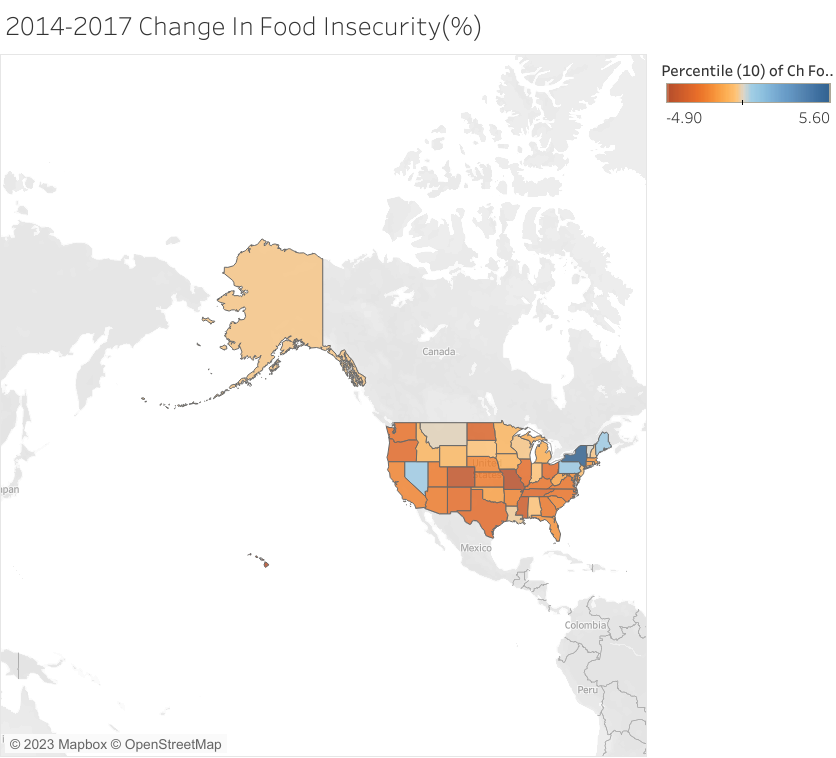 2014-2017 Change In Food Insecurity(%)
Percentile (10) of Ch Fo..
-4.90
5.60
Canada
pan
Mexico
Colombia
Peru
© 2023 Mapbox © OpenStreetMap